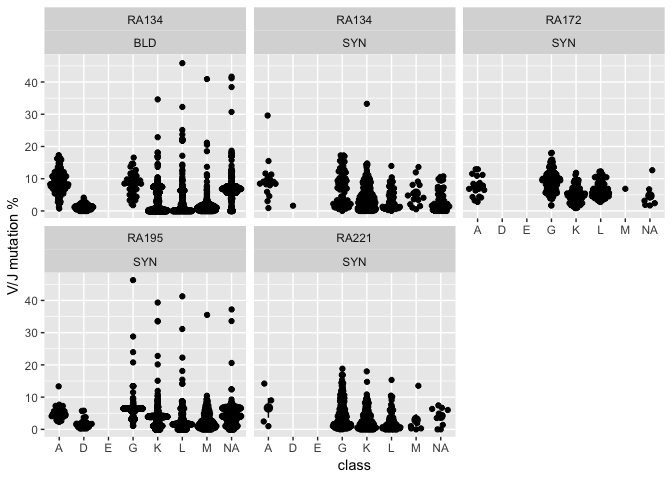 RA134 RA134 RA172
BLD SYN SYN
40
30
20
10
0
A D E G K L M NA
RA195 RA221
SYN SYN
40
30
20
10
0
A D E G K L M NA A D E G K L M NA
class
V/J mutation %